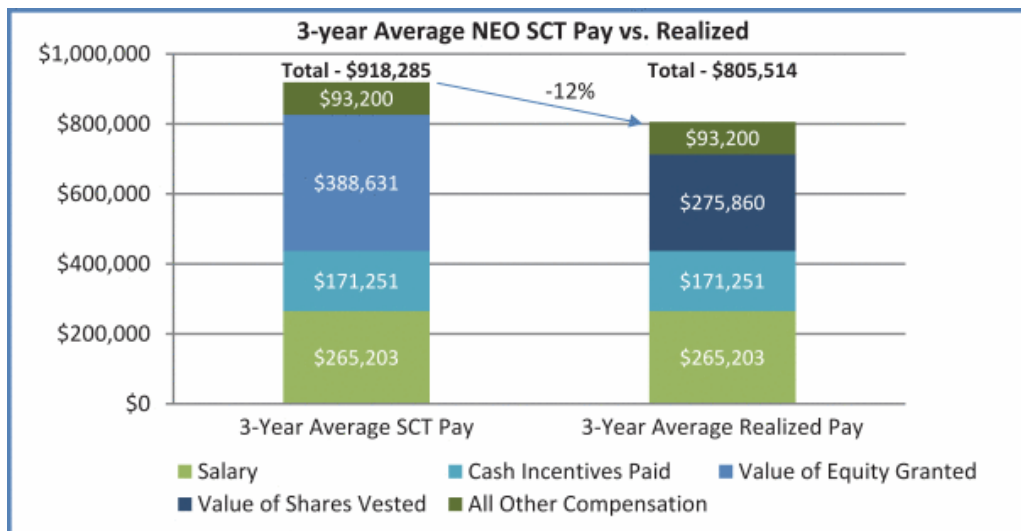 3-year Average NEO SCT Pay vs. Realized
$1,000,000
$800,000
$600,000
$400,000
$200,000
$0
Total - $918,285
Total - $805,514
-12%
$93,200
$388,631
$171,251
$265,203
$93,200
$275,860
$171,251
$265,203
3-Year Average SCT Pay
3-Year Average Realized Pay
Salary
Cash Incentives Paid
Value of Equity Granted
Value of Shares Vested
All Other Compensation